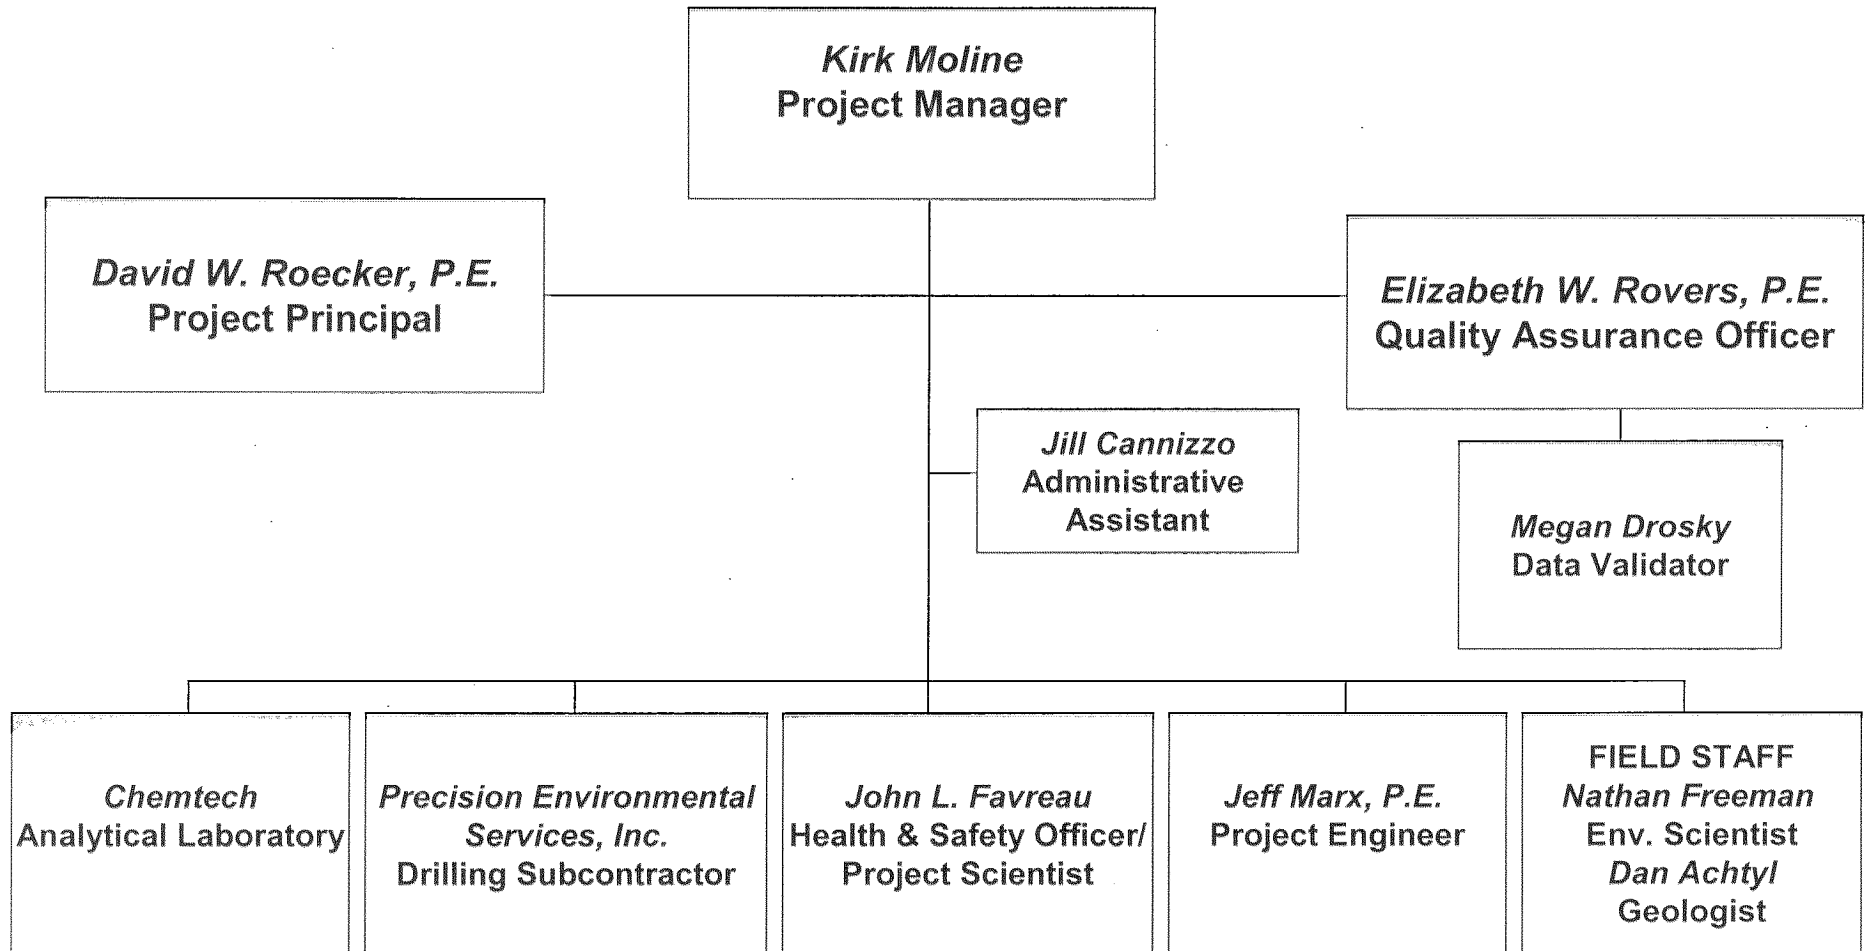 Kirk Moline
Project Manager
David W. Roecker, P.E.
Project Principal
Elizabeth W. Rovers, P.E.
Quality Assurance Officer
Jill Cannizzo
Administrative
Assistant
Megan Drosky
Data Validator
Chemtech
Analytical Laboratory
Precision Environmental
Services, Inc.
Drilling Subcontractor
John L. Favreau
Health & Safety Officer/
Project Scientist
Jeff Marx, P.E.
Project Engineer
FIELD STAFF
Nathan Freeman
Env. Scientist
Dan Achtyl
Geologist